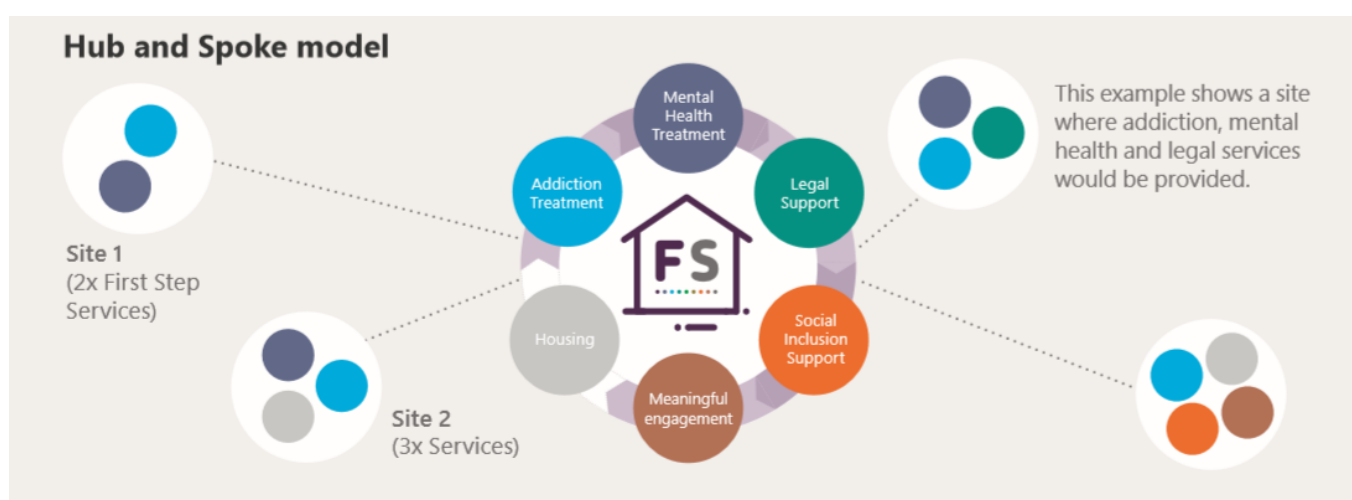 Hub and Spoke model
Mental
Health
Treatment
Addiction
Treatment
Legal
Support
This example shows a site
where addiction, mental
health and legal services
would be provided.
Site 1
(2x First Step
Services)
FS
Housing
Social
Inclusion
Support
Meaningful
engagement
Site 2
(3x Services)